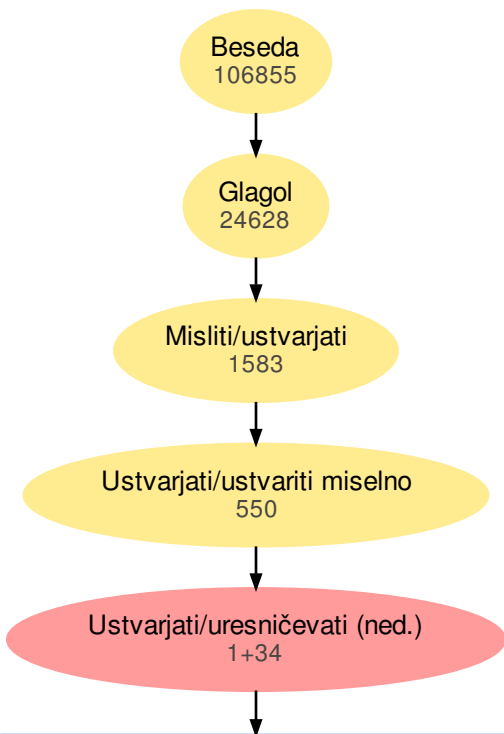 Beseda
106855
Glagol
24628
Misliti/ustvarjati
1583
Ustvarjati/ustvariti miselno
550
Ustvarjati/uresničevati (ned.)
1+34